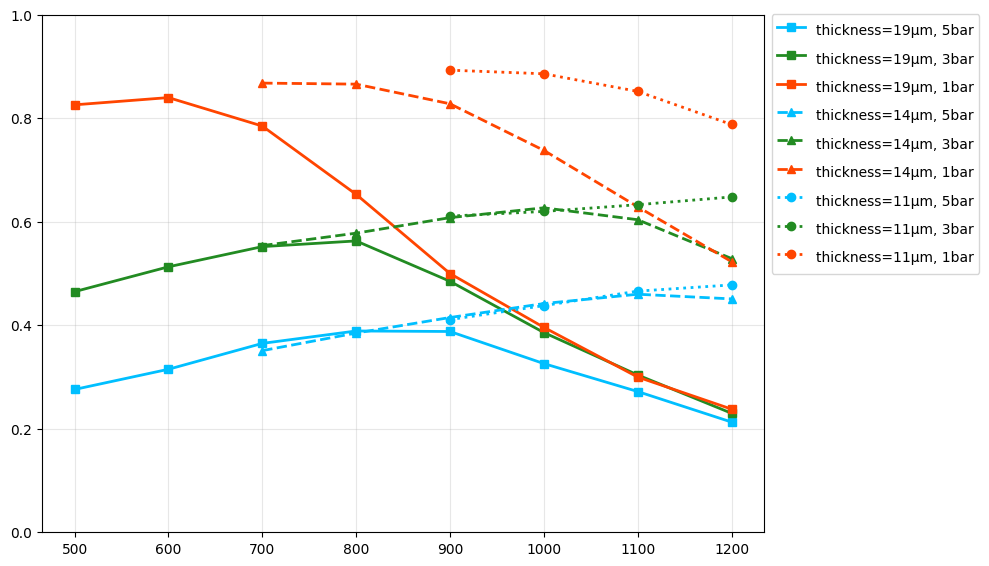 1.0
0.8
0.6
0.4
0.2
0.0
500 600 700 800 900 1000 1100 1200
thickness=19μm, 5bar
thickness=19μm, 3bar
thickness=19μm, 1bar
thickness=14μm, 5bar
thickness=14μm, 3bar
thickness=14μm, 1bar
thickness=11μm, 5bar
thickness=11μm, 3bar
thickness=11μm, 1bar